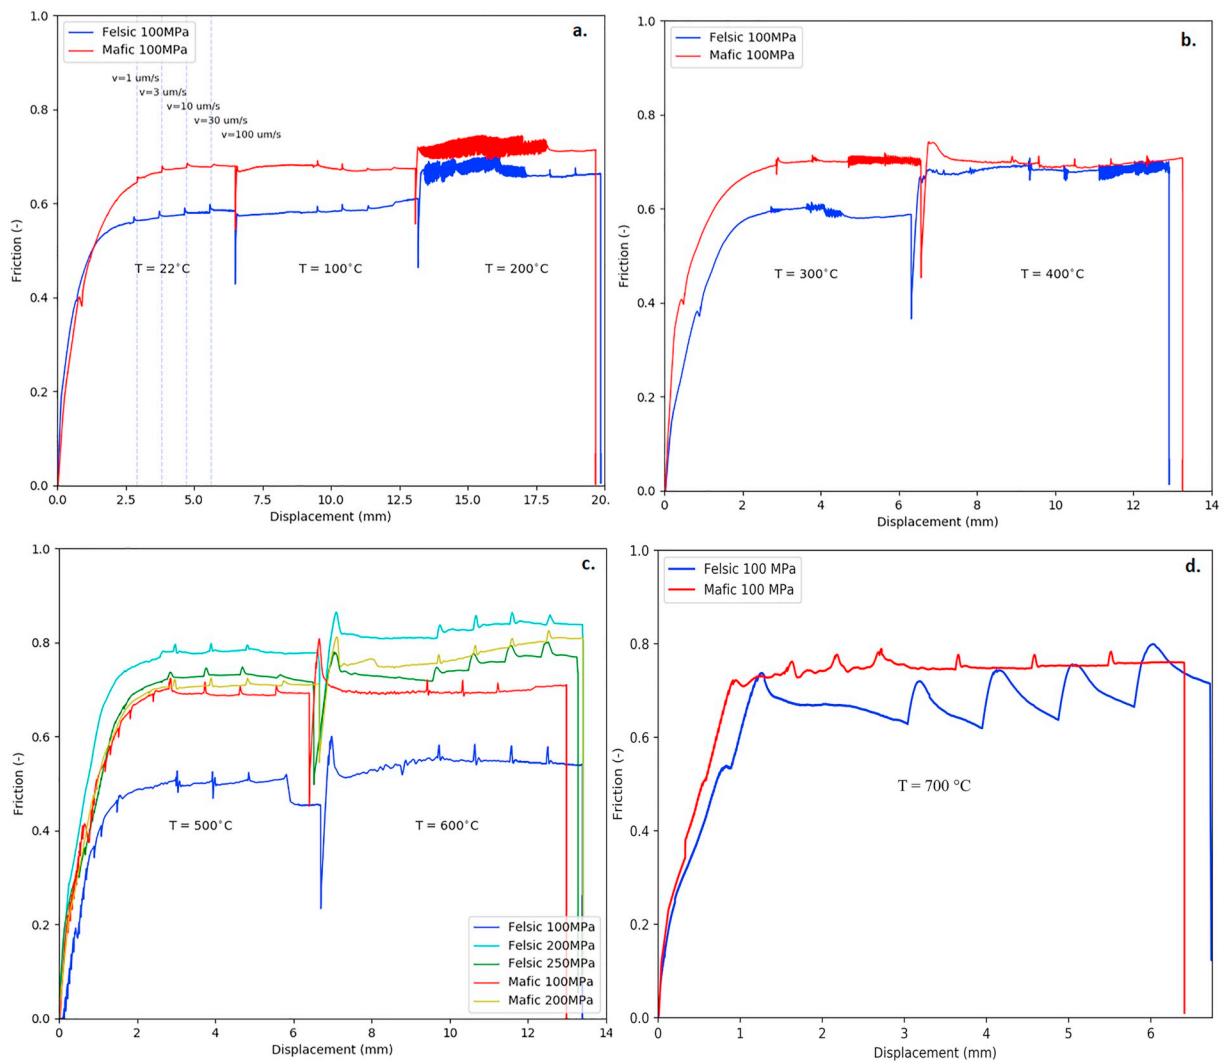 a.
Felsic 100MPa
Mafic 100MPa
v=1 um/s
v=3 um/s
v=10 um/s
v=30 um/s
v=100 um/s
T = 22°C
T = 100°C
T = 200°C
Friction (-)
1.0
0.8
0.6
0.4
0.2
0.0
0.0 2.5 5.0 7.5 10.0 12.5 15.0 17.5 20.
Displacement (mm)
b.
Felsic 100MPa
Mafic 100MPa
T = 300°C
T = 400°C
Friction (-)
1.0
0.8
0.6
0.4
0.2
0.0
0 2 4 6 8 10 12 14
Displacement (mm)
c.
T = 500°C
T = 600°C
Felsic 100MPa
Felsic 200MPa
Felsic 250MPa
Mafic 100MPa
Mafic 200MPa
Friction (-)
1.0
0.8
0.6
0.4
0.2
0.0
0 2 4 6 8 10 12 14
Displacement (mm)
d.
Felsic 100 MPa
Mafic 100 MPa
T = 700 °C
Friction (-)
1.0
0.8
0.6
0.4
0.2
0.0
0 1 2 3 4 5 6
Displacement (mm)